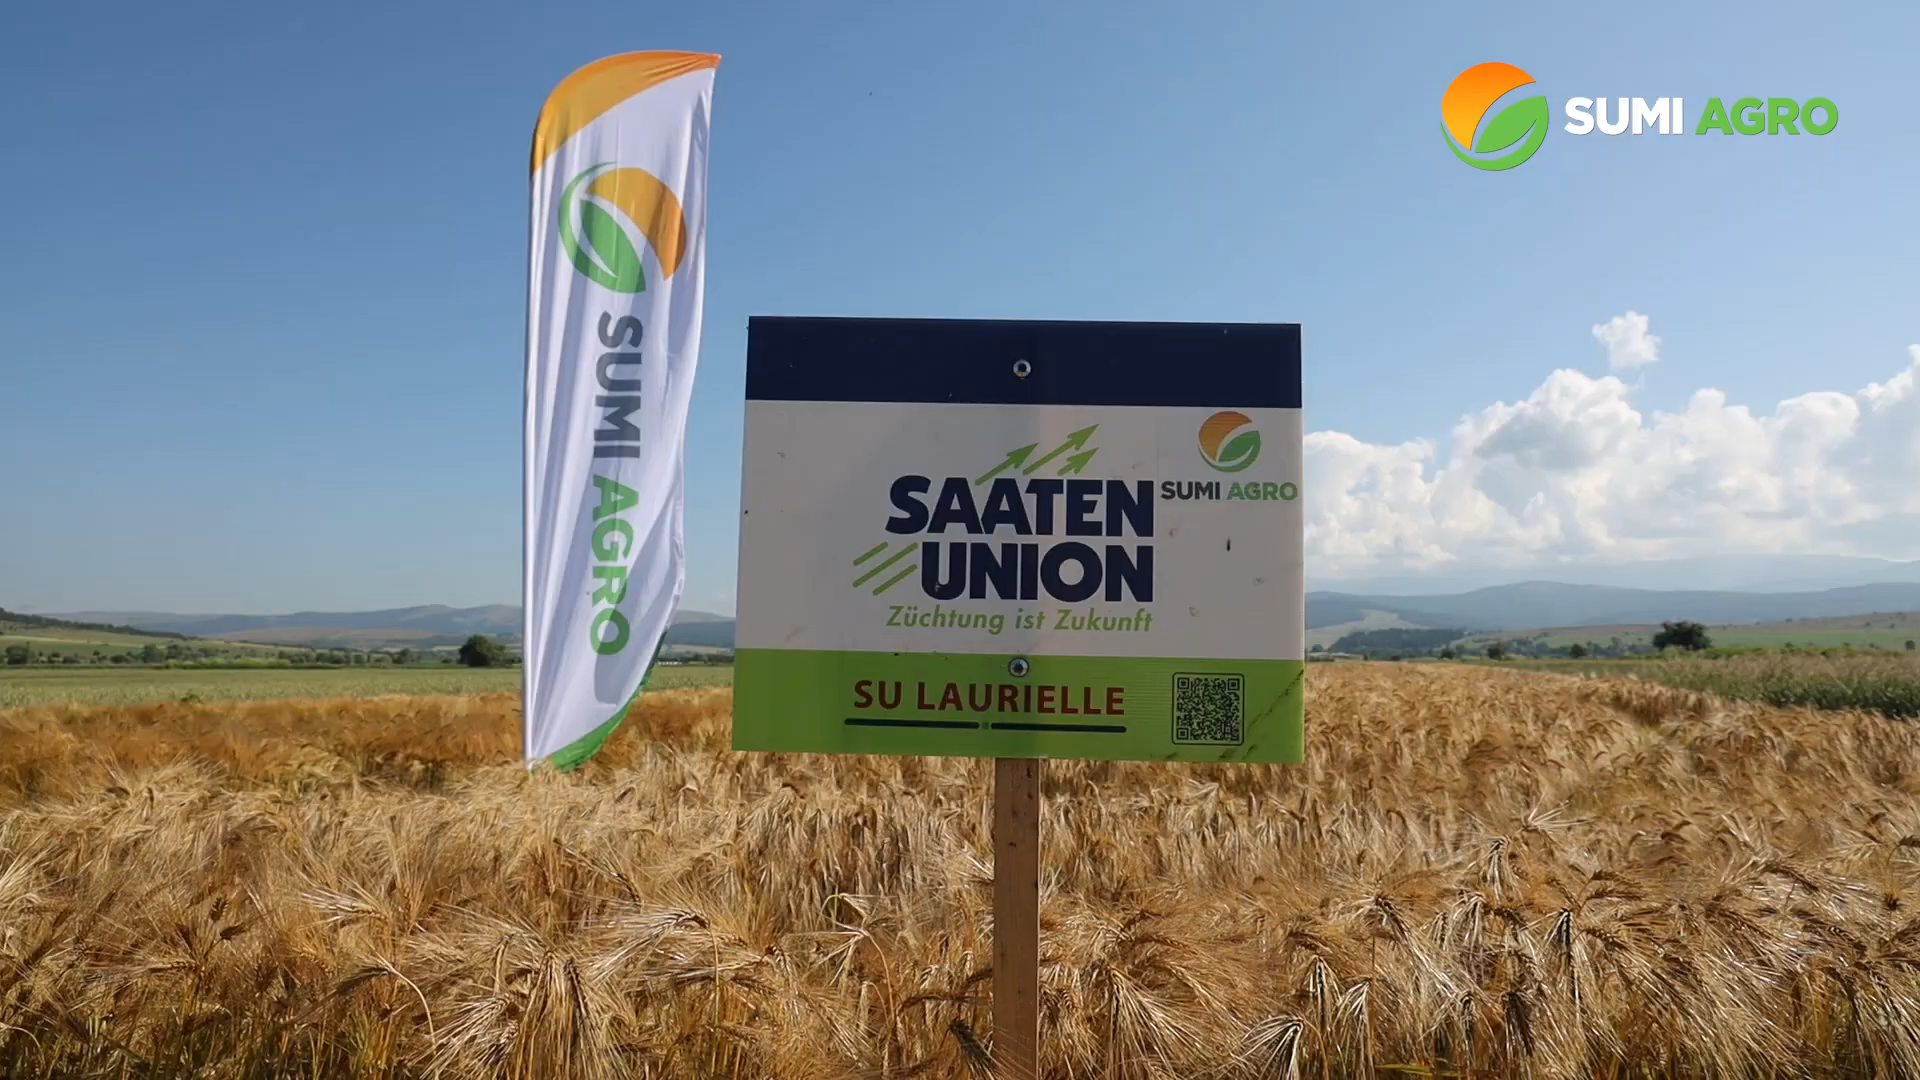 SUMI AGRO
SUMI AGRO
SAATEN
UNION
Züchtung ist Zukunft
SUMI AGRO
SU LAURIELLE